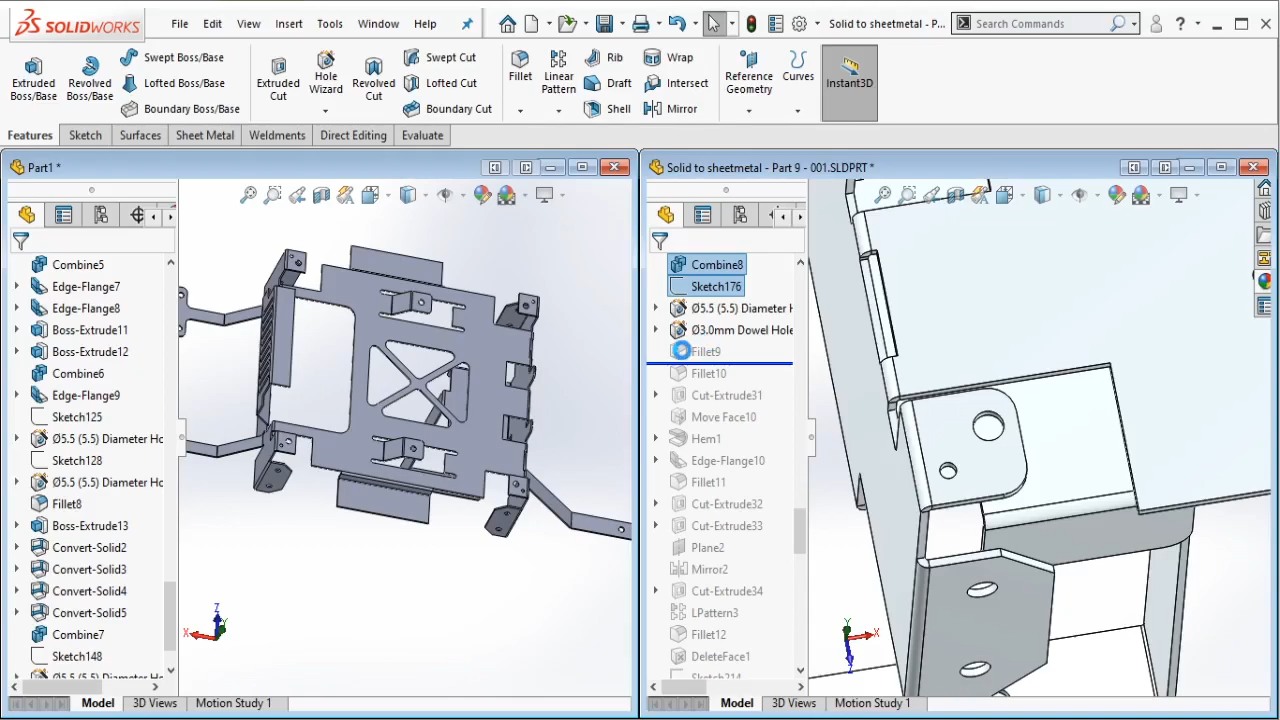 SOLIDWORKS
File Edit View Insert Tools Window Help
Solid to sheetmetal - P...
Search Commands
Extruded Boss/Base
Revolved Boss/Base
Swept Boss/Base
Lofted Boss/Base
Boundary Boss/Base
Extruded Cut
Hole Wizard
Revolved Cut
Swept Cut
Lofted Cut
Boundary Cut
Fillet
Linear Pattern
Rib
Draft
Shell
Wrap
Intersect
Mirror
Reference Geometry
Curves
Instant3D
Features Sketch Surfaces Sheet Metal Weldments Direct Editing Evaluate
Part1 *
Combine5
Edge-Flange7
Edge-Flange8
Boss-Extrude11
Boss-Extrude12
Combine6
Edge-Flange9
Sketch125
Ø5.5 (5.5) Diameter Ho
Sketch128
Ø5.5 (5.5) Diameter Ho
Fillet8
Boss-Extrude13
Convert-Solid2
Convert-Solid3
Convert-Solid4
Convert-Solid5
Combine7
Sketch148
Ø5.5 (5.5) Diameter Ho
Z
Y
X
Model 3D Views Motion Study 1
Solid to sheetmetal - Part 9 - 001.SLDPRT *
Combine8
Sketch176
Ø5.5 (5.5) Diameter H
Ø3.0mm Dowel Hole
Fillet9
Fillet10
Cut-Extrude31
Move Face10
Hem1
Edge-Flange10
Fillet11
Cut-Extrude32
Cut-Extrude33
Plane2
Mirror2
Cut-Extrude34
LPattern3
Fillet12
DeleteFace1
Sketch214
Y
X
Z
Model 3D Views Motion Study 1